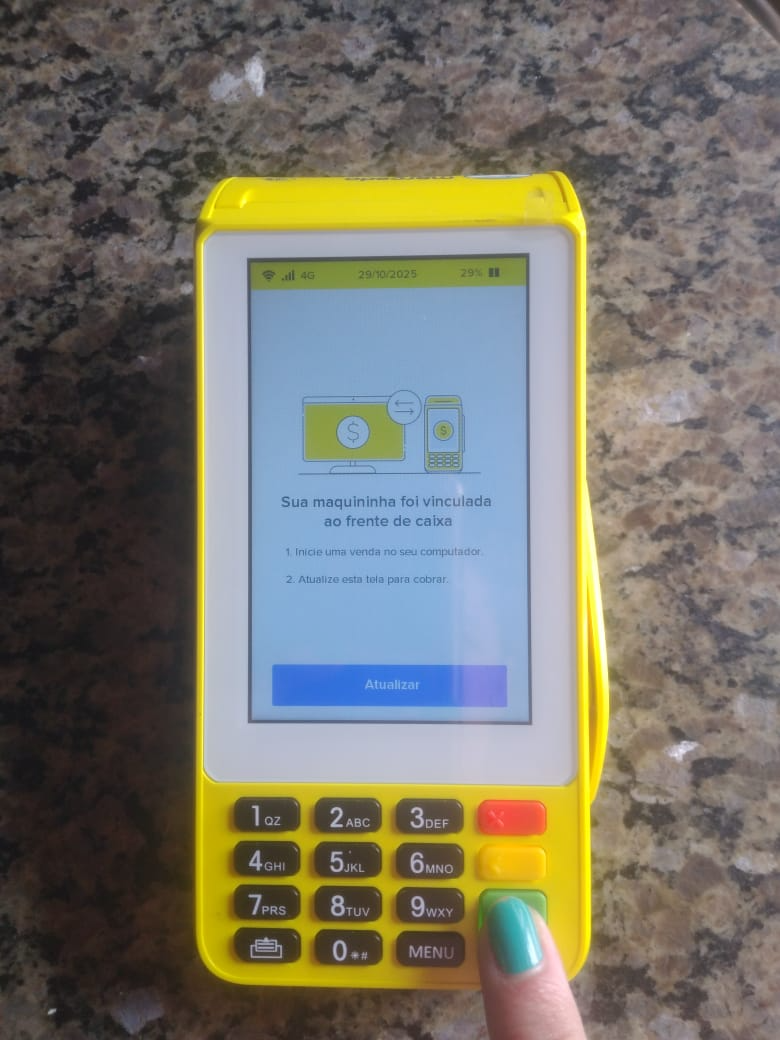 4G 29/10/2025 29%
$ $
Sua maquininha foi vinculada
ao frente de caixa
1. Inicie uma venda no seu computador.
2. Atualize esta tela para cobrar.
Atualizar
1QZ 2ABC 3DEF
4GHI 5JKL 6MNO
7PRS 8TUV 9WXY
0*# MENU